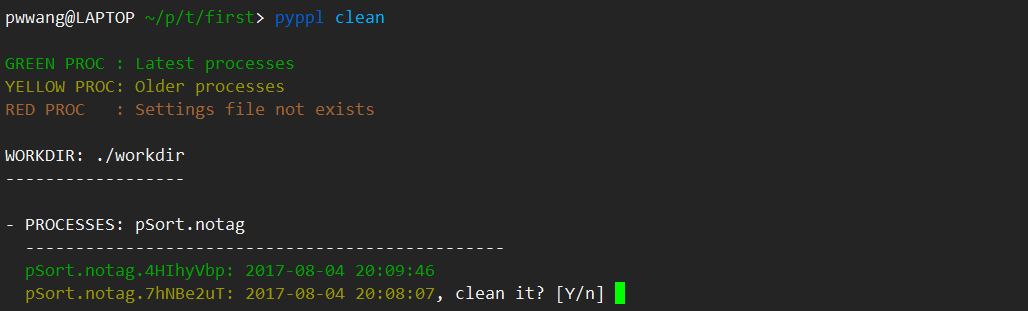 pwwang@LAPTOP ~/p/t/first> pyppl clean
GREEN PROC : Latest processes
YELLOW PROC: Older processes
RED PROC   : Settings file not exists
WORKDIR: ./workdir
------------------
- PROCESSES: pSort.notag
  ------------------------------------------------
  pSort.notag.4HIhyVbp: 2017-08-04 20:09:46
  pSort.notag.7hNBe2uT: 2017-08-04 20:08:07, clean it? [Y/n]